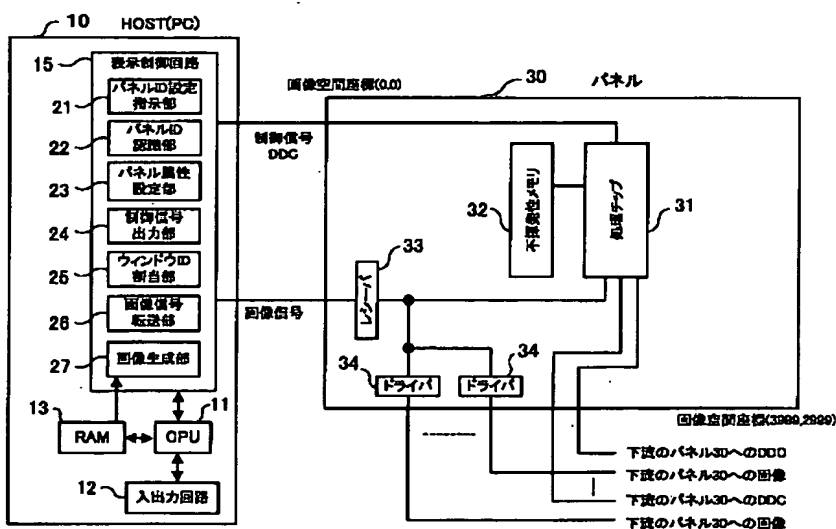 10
HOST(PC)
15
表示制御回路
21
パネルID設定
指示部
22
パネルID
認識部
23
パネル属性
設定部
24
制御信号
出力部
25
ウィンドウID
割当部
26
画像信号
転送部
27
画像生成部
13
RAM
11
CPU
12
入出力回路
画像空間座標(0,0)
30
パネル
制御信号
DDC
32
不揮発性メモリ
処理チップ
31
33
レシーバ
画像信号
34
ドライバ
34
ドライバ
画像空間座標(3999,2999)
下流のパネル30へのDDC
下流のパネル30への画像
下流のパネル30へのDDC
下流のパネル30への画像